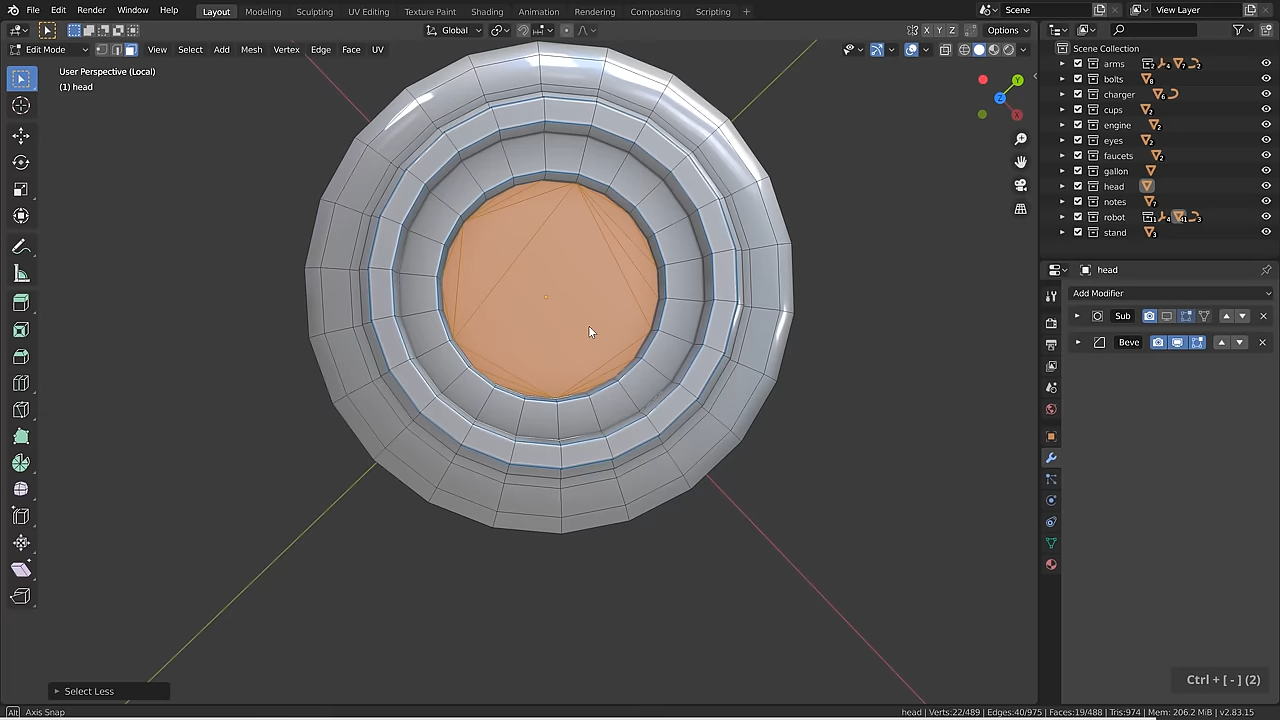 File Edit Render Window Help Layout Modeling Sculpting UV Editing Texture Paint Shading Animation Rendering Compositing Scripting + Scene View Layer
Global X Y Z Options
Edit Mode View Select Add Mesh Vertex Edge Face UV
User Perspective (Local)
(1) head
Y
Z
X
Scene Collection
arms
bolts
charger
cups
engine
eyes
faucets
gallon
head
notes
robot
stand
head
Add Modifier
Sub
Beve
Select Less
Ctrl + [ - ] (2)
Alt Axis Snap head | Verts:22/489 | Edges:40/975 | Faces:19/488 | Tris:974 | Mem: 206.2 MiB | v2.83.15